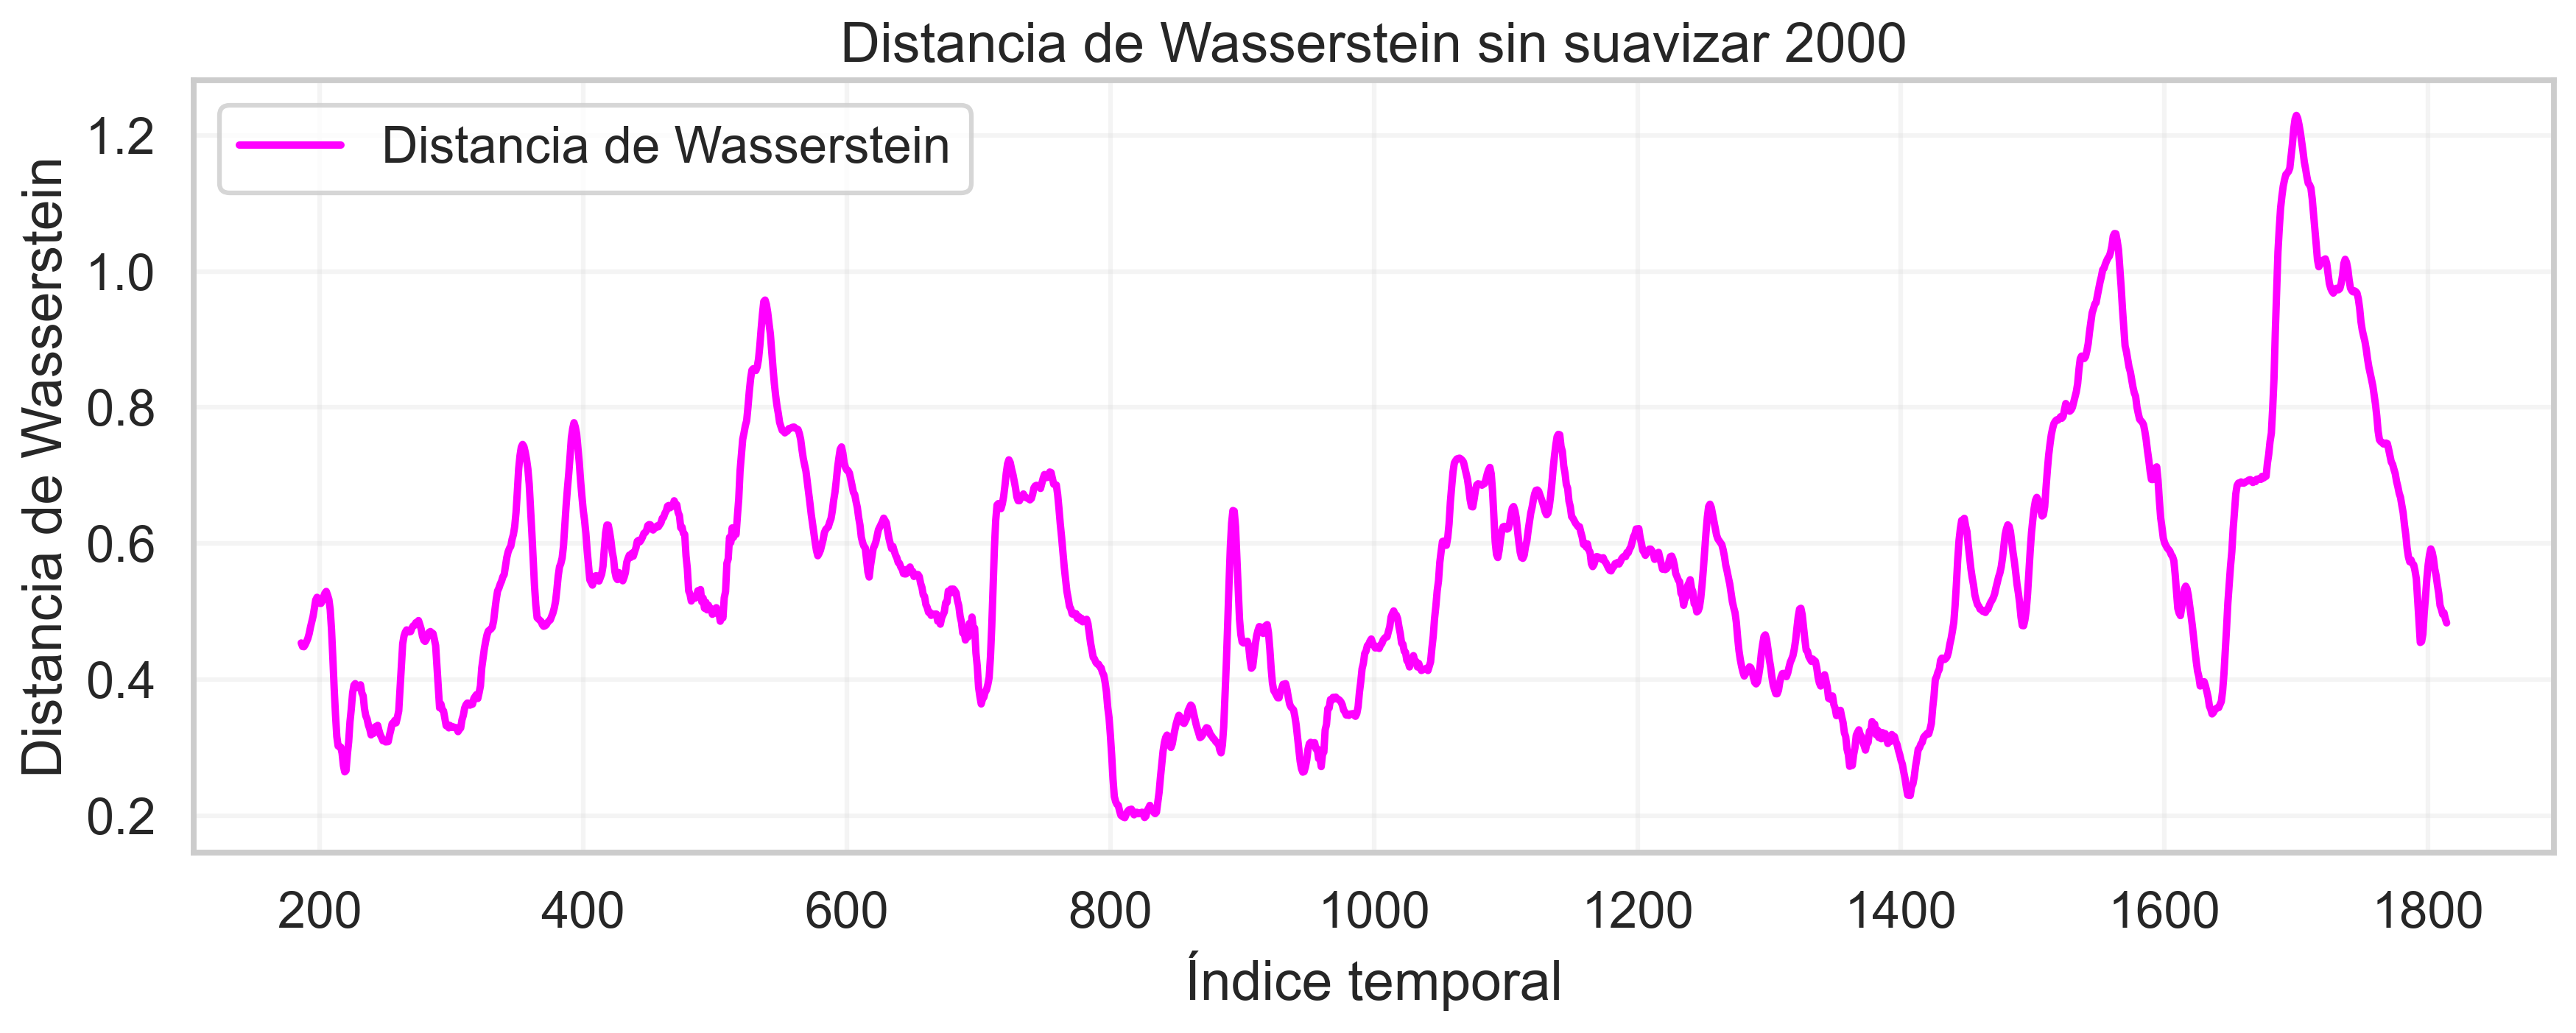 Distancia de Wasserstein sin suavizar 2000
Distancia de Wasserstein
Distancia de Wasserstein
1.2
1.0
0.8
0.6
0.4
0.2
200 400 600 800 1000 1200 1400 1600 1800
Índice temporal